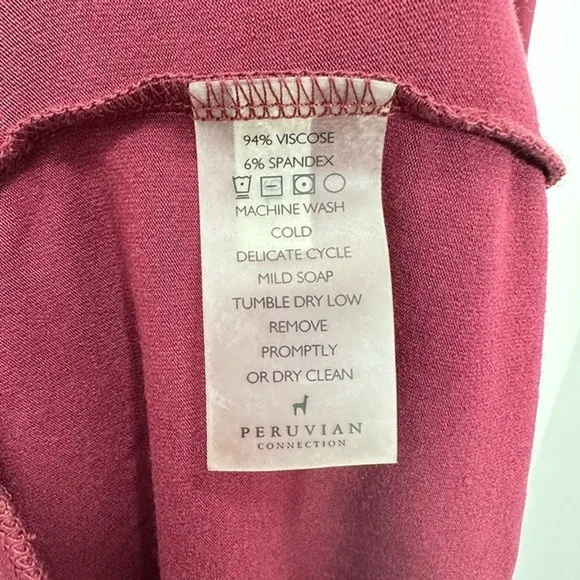 94% VISCOSE
6% SPANDEX
MACHINE WASH
COLD
DELICATE CYCLE
MILD SOAP
TUMBLE DRY LOW
REMOVE
PROMPTLY
OR DRY CLEAN
PERUVIAN
CONNECTION